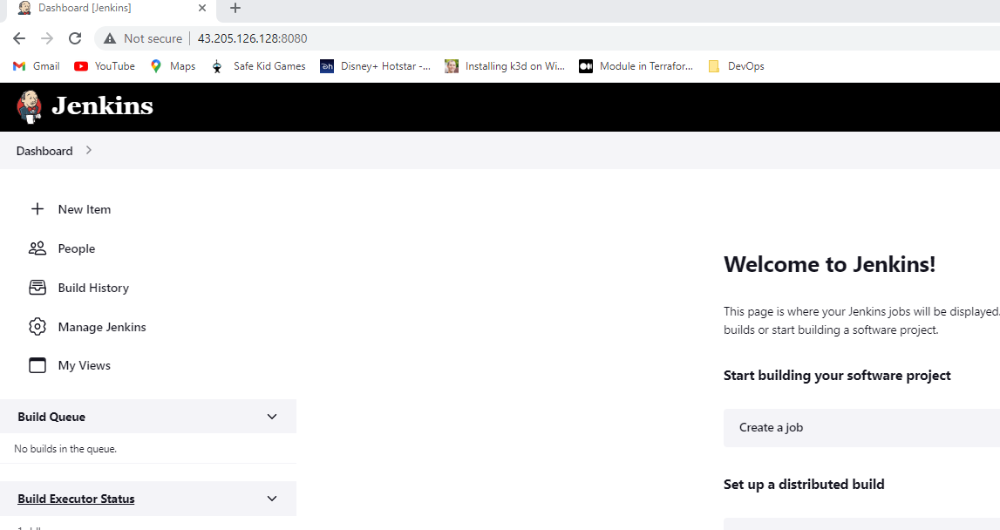 Dashboard [Jenkins]
Not secure 43.205.126.128:8080
Gmail YouTube Maps Safe Kid Games Disney+ Hotstar -... Installing k3d on Wi... Module in Terrafor... DevOps
Jenkins
Dashboard
New Item
People
Build History
Manage Jenkins
My Views
Build Queue
No builds in the queue.
Build Executor Status
Welcome to Jenkins!
This page is where your Jenkins jobs will be displayed.
builds or start building a software project.
Start building your software project
Create a job
Set up a distributed build